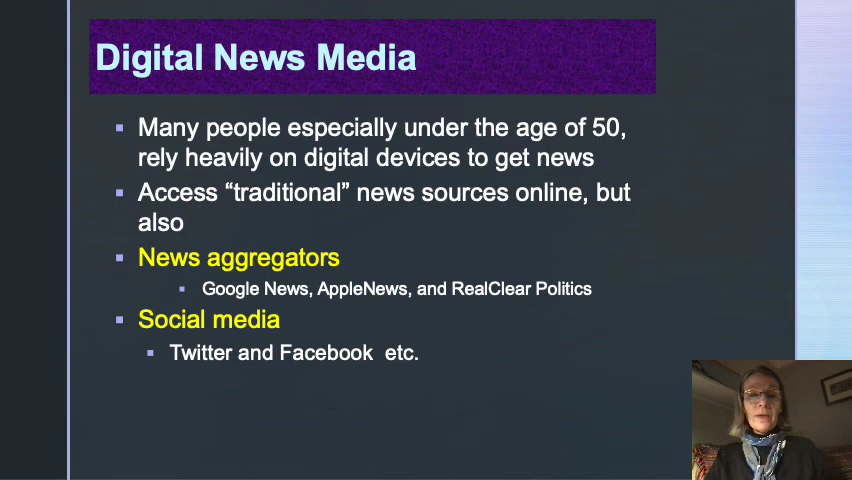 Digital News Media
Many people especially under the age of 50,
rely heavily on digital devices to get news
Access “traditional” news sources online, but
also
News aggregators
Google News, AppleNews, and RealClear Politics
Social media
Twitter and Facebook  etc.